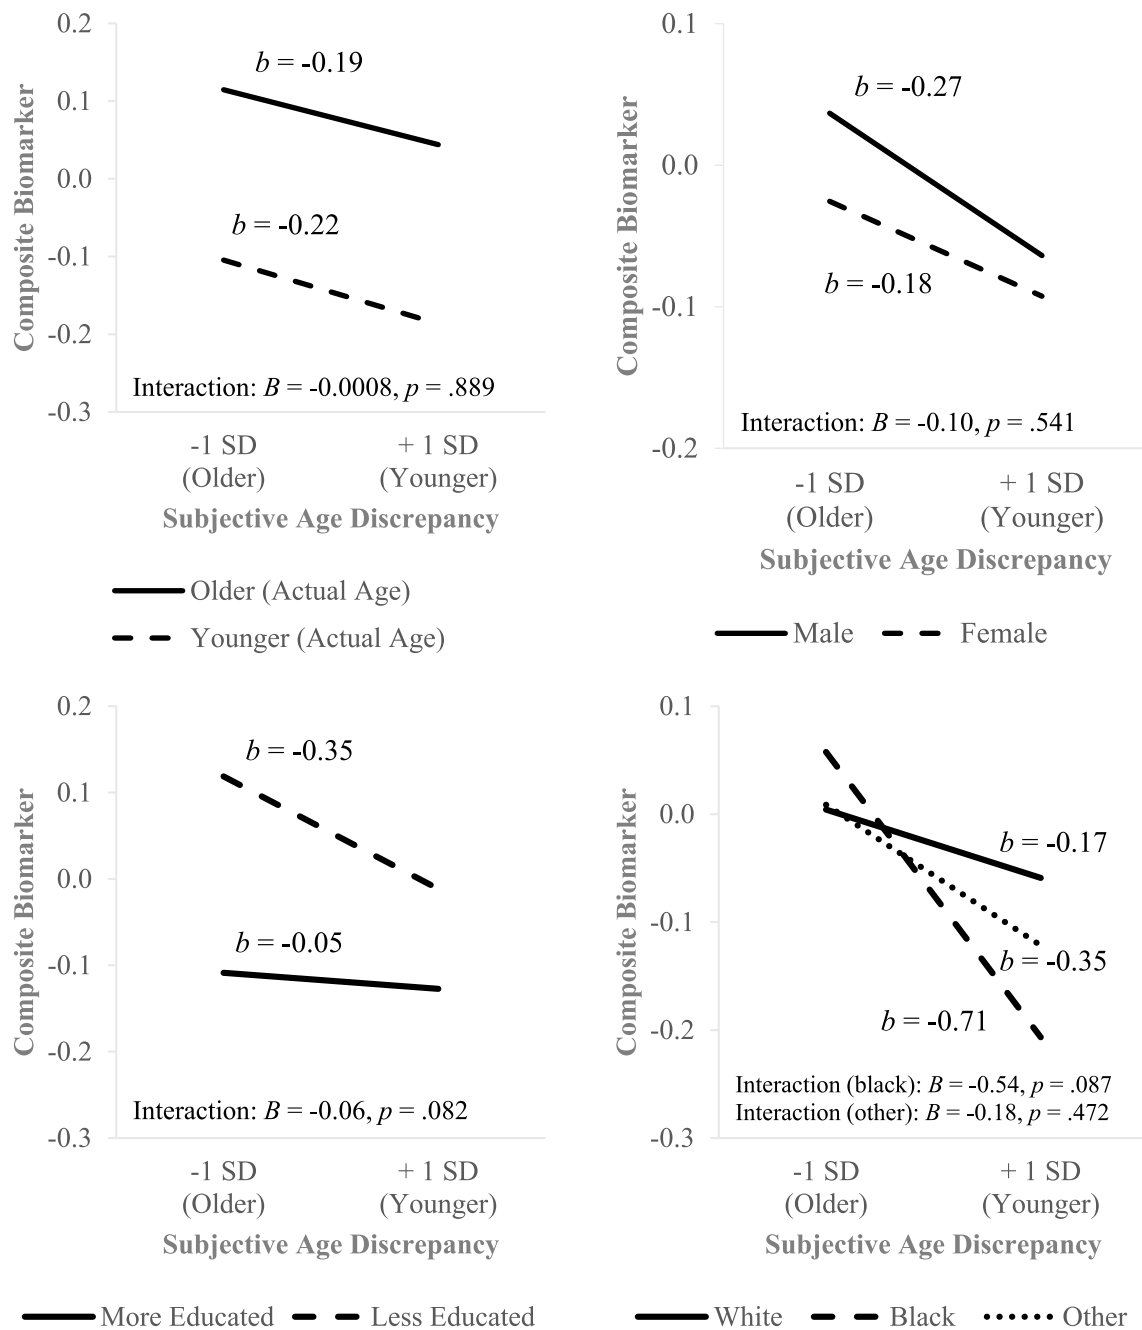 0.2
0.1
0.0
-0.1
-0.2
-0.3
Composite Biomarker
b = -0.19
b = -0.22
Interaction: B = -0.0008, p = .889
-1 SD
(Older)
+ 1 SD
(Younger)
Subjective Age Discrepancy
Older (Actual Age)
Younger (Actual Age)
0.1
0.0
-0.1
-0.2
Composite Biomarker
b = -0.27
b = -0.18
Interaction: B = -0.10, p = .541
-1 SD
(Older)
+ 1 SD
(Younger)
Subjective Age Discrepancy
Male
Female
0.2
0.1
0.0
-0.1
-0.2
-0.3
Composite Biomarker
b = -0.35
b = -0.05
Interaction: B = -0.06, p = .082
-1 SD
(Older)
+ 1 SD
(Younger)
Subjective Age Discrepancy
More Educated
Less Educated
0.1
0.0
-0.1
-0.2
-0.3
Composite Biomarker
b = -0.17
b = -0.35
b = -0.71
Interaction (black): B = -0.54, p = .087
Interaction (other): B = -0.18, p = .472
-1 SD
(Older)
+ 1 SD
(Younger)
Subjective Age Discrepancy
White
Black
Other